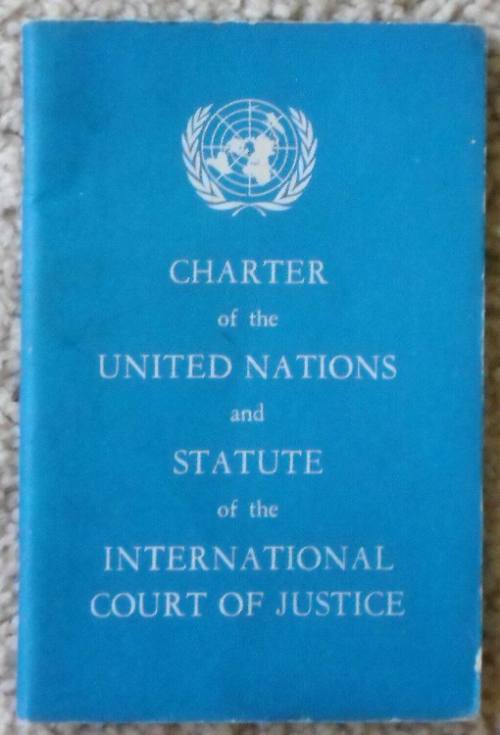 CHARTER
of the
UNITED NATIONS
and
STATUTE
of the
INTERNATIONAL
COURT OF JUSTICE